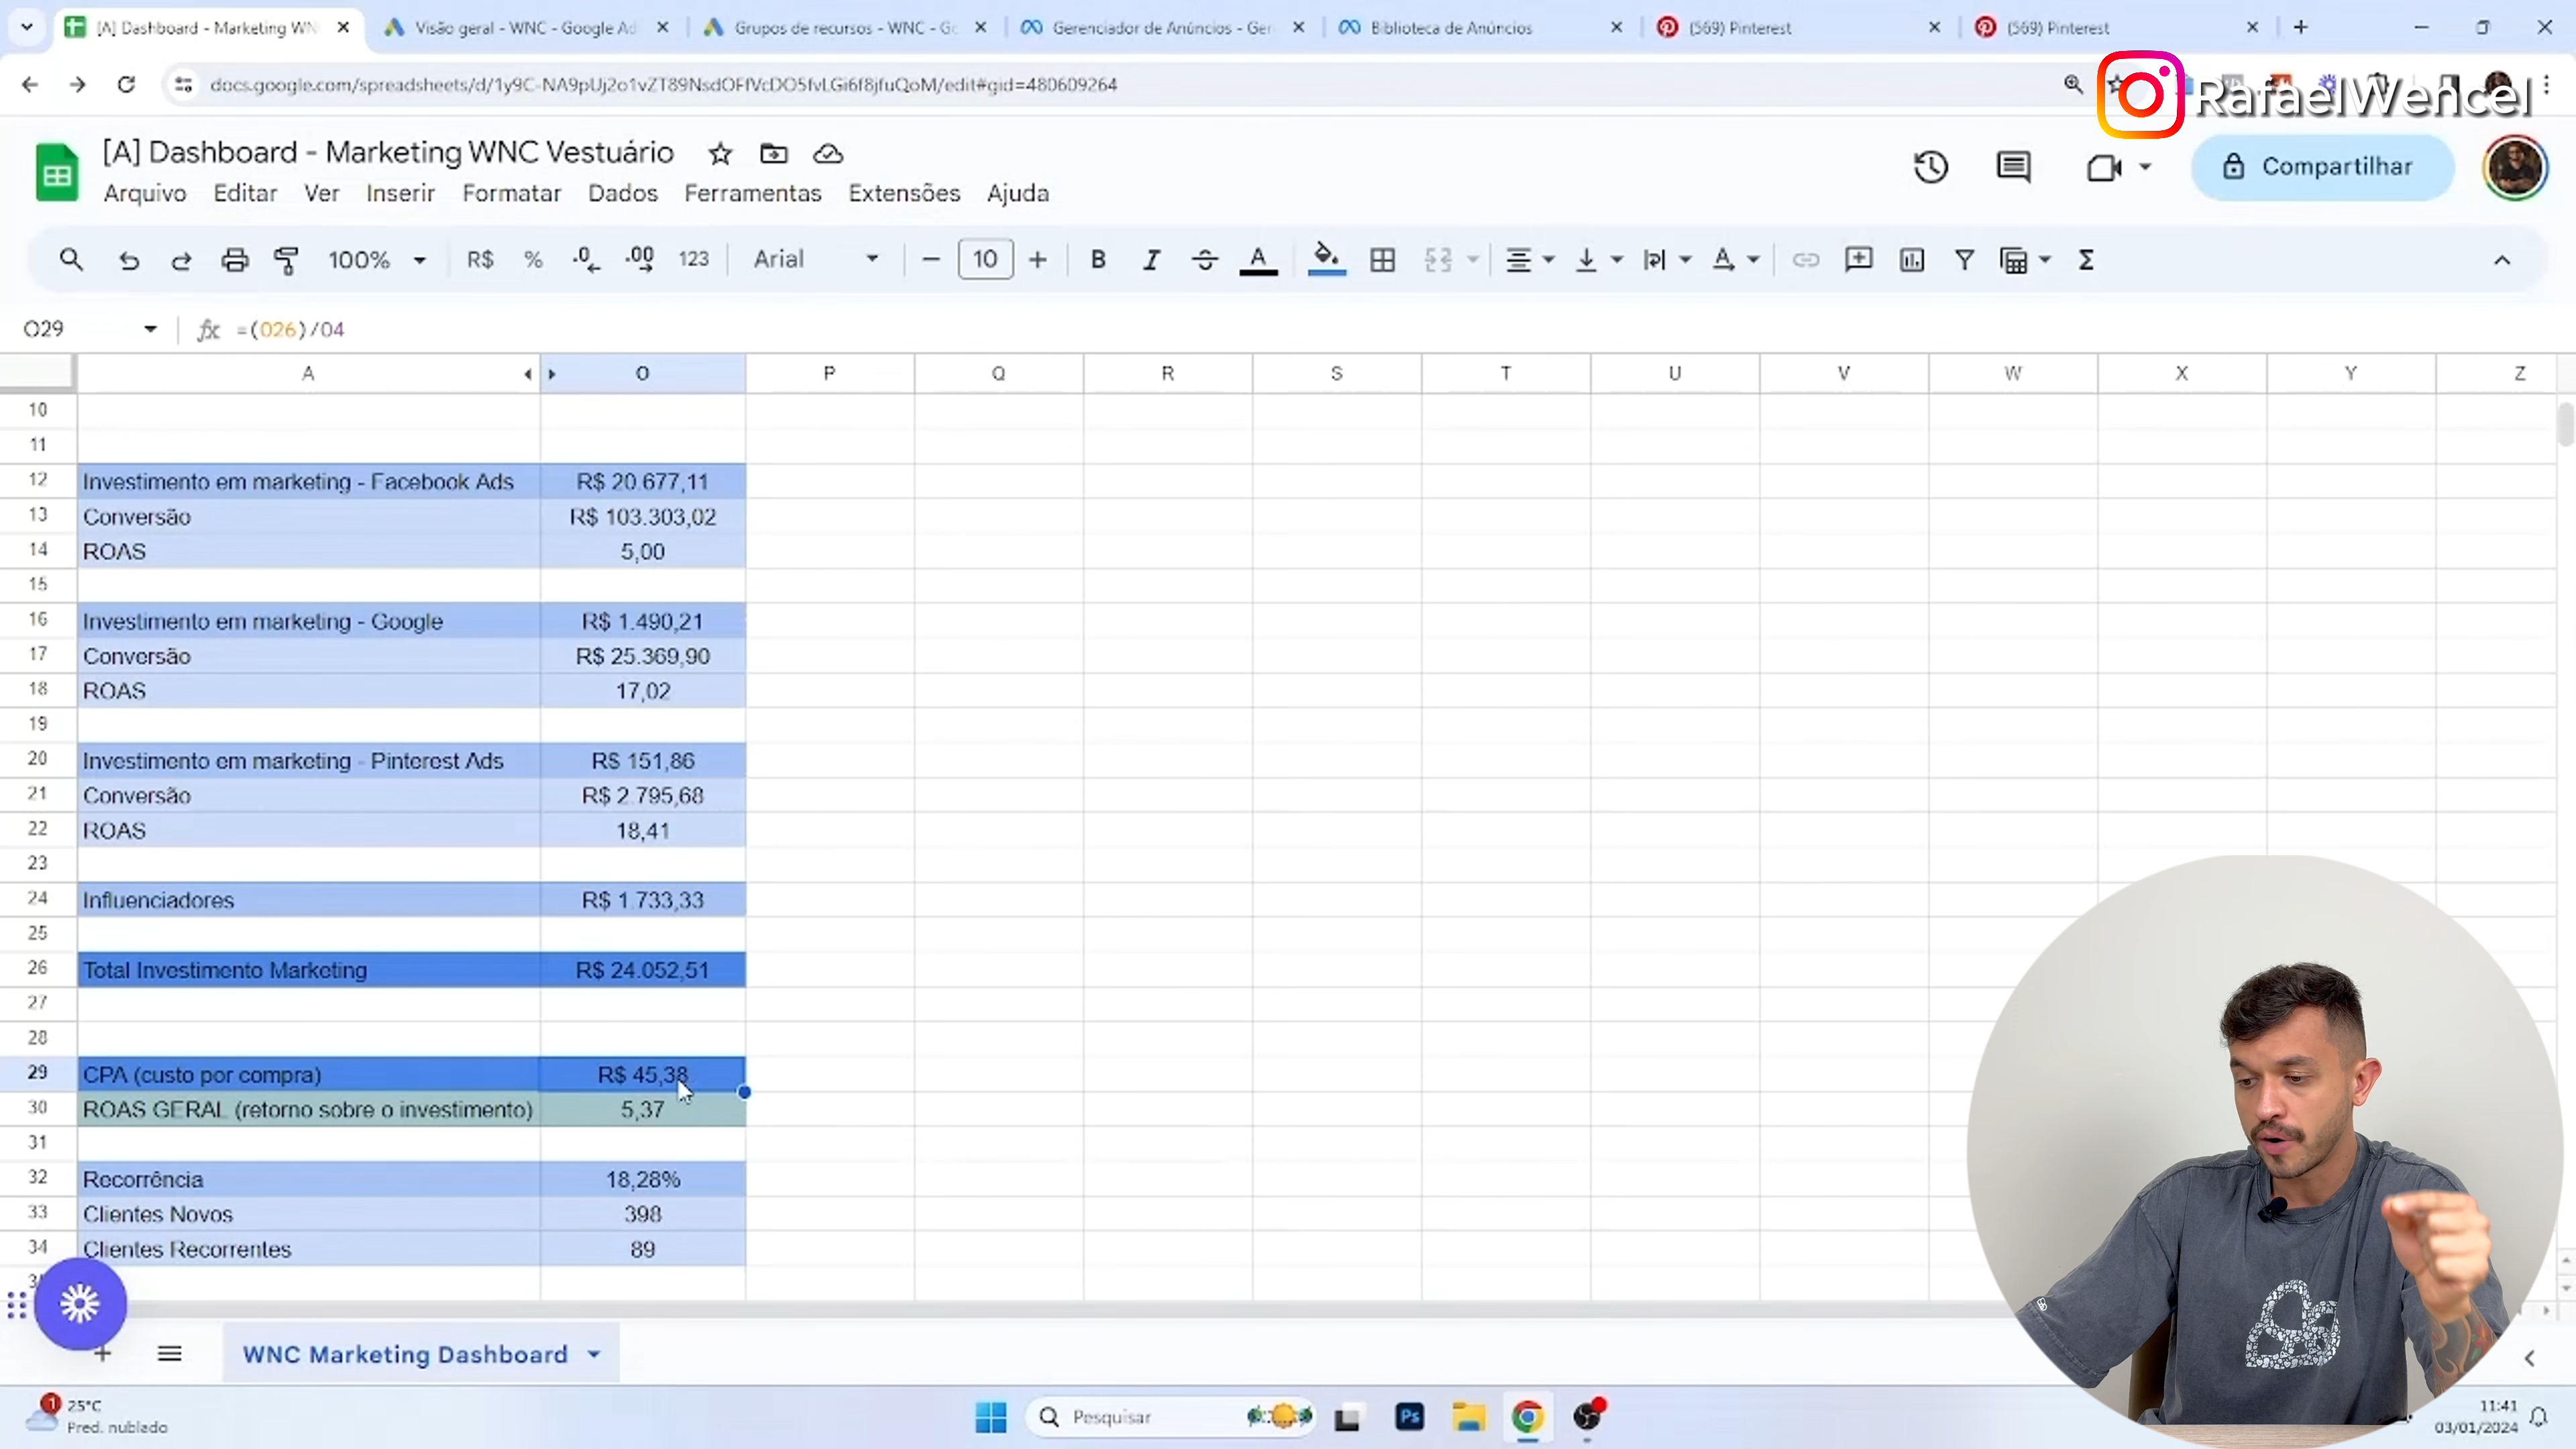 [A] Dashboard - Marketing WN
Visão geral - WNC - Google Ad
Grupos de recursos - WNC - Go
Gerenciador de Anúncios - Ger
Biblioteca de Anúncios
(569) Pinterest
(569) Pinterest
docs.google.com/spreadsheets/d/1y9C-NA9pUj2o1vZT89NsdOFfVcDO5fvLGi6f8jfuQoM/edit#gid=480609264
RafaelWencel
[A] Dashboard - Marketing WNC Vestuário
Arquivo Editar Ver Inserir Formatar Dados Ferramentas Extensões Ajuda
Compartilhar
100% R$ % .0 .00 123 Arial 10 B I A
O29 fx =(O26)/O4
A O P Q R S T U V W X Y Z
10
11
12 Investimento em marketing - Facebook Ads R$ 20.677,11
13 Conversão R$ 103.303,02
14 ROAS 5,00
15
16 Investimento em marketing - Google R$ 1.490,21
17 Conversão R$ 25.369,90
18 ROAS 17,02
19
20 Investimento em marketing - Pinterest Ads R$ 151,86
21 Conversão R$ 2.795,68
22 ROAS 18,41
23
24 Influenciadores R$ 1.733,33
25
26 Total Investimento Marketing R$ 24.052,51
27
28
29 CPA (custo por compra) R$ 45,38
30 ROAS GERAL (retorno sobre o investimento) 5,37
31
32 Recorrência 18,28%
33 Clientes Novos 398
34 Clientes Recorrentes 89
WNC Marketing Dashboard
1
25°C
Pred. nublado
Pesquisar
Ps
11:41
03/01/2024